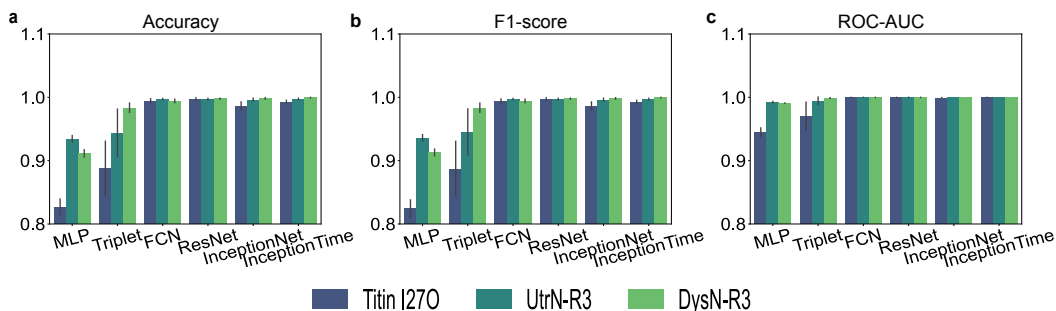 a Accuracy
1.1
1.0
0.9
0.8
MLP Triplet FCN ResNet InceptionNet InceptionTime
b F1-score
1.1
1.0
0.9
0.8
MLP Triplet FCN ResNet InceptionNet InceptionTime
c ROC-AUC
1.1
1.0
0.9
0.8
MLP Triplet FCN ResNet InceptionNet InceptionTime
Titin I27O UtrN-R3 DysN-R3